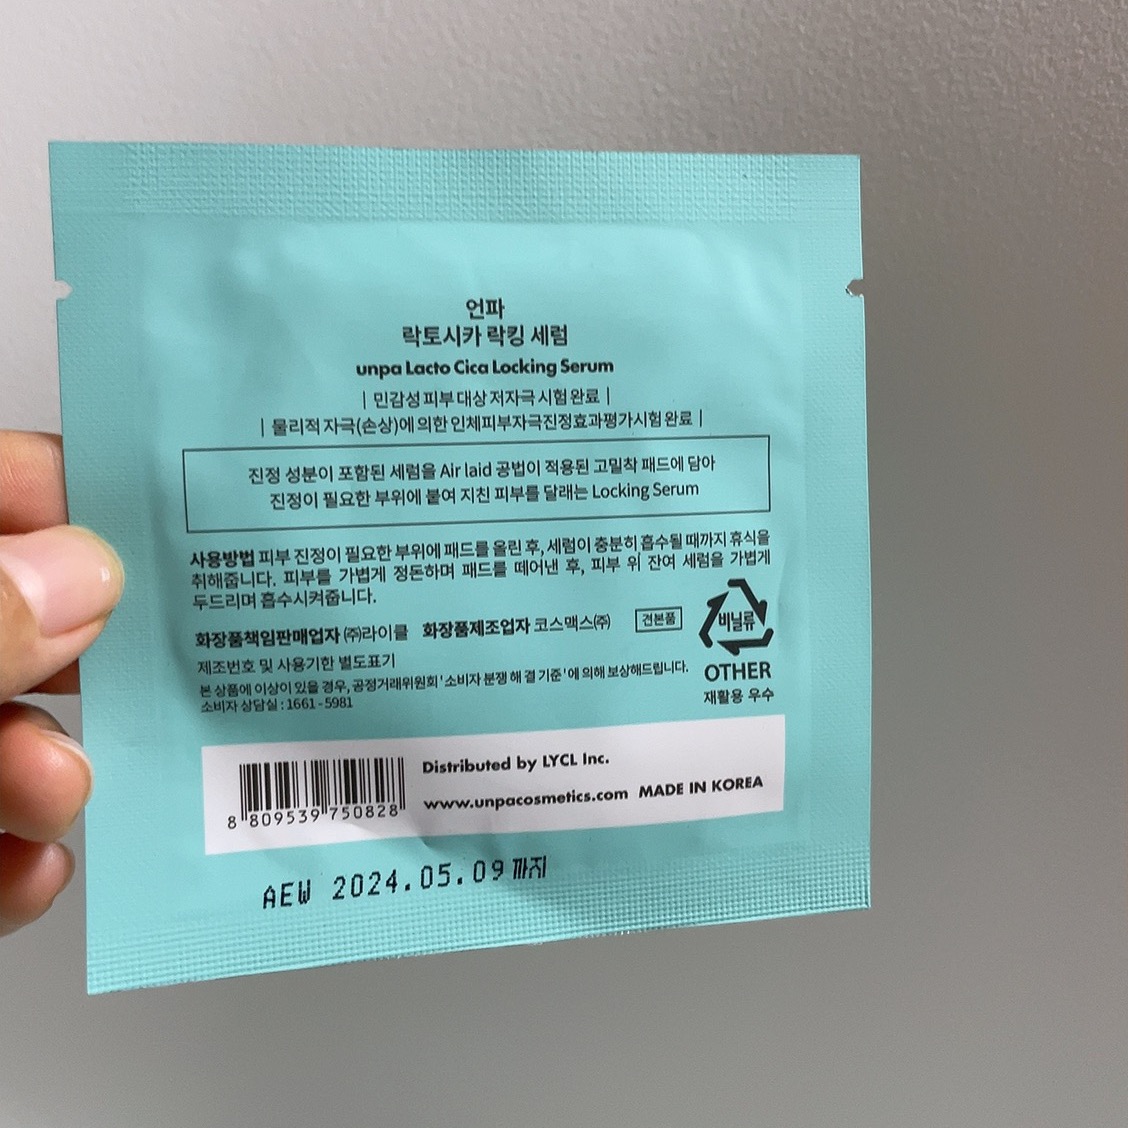 언파
락토시카 락킹 세럼
unpa Lacto Cica Locking Serum
| 민감성 피부 대상 저자극 시험 완료 |
| 물리적 자극(손상)에 의한 인체피부자극진정효과평가시험 완료 |
진정 성분이 포함된 세럼을 Air laid 공법이 적용된 고밀착 패드에 담아
진정이 필요한 부위에 붙여 지친 피부를 달래는 Locking Serum
사용방법 피부 진정이 필요한 부위에 패드를 올린 후, 세럼이 충분히 흡수될 때까지 휴식을
취해줍니다. 피부를 가볍게 정돈하며 패드를 떼어낸 후, 피부 위 잔여 세럼을 가볍게
두드리며 흡수시켜줍니다.
화장품책임판매업자 ㈜라이클 화장품제조업자 코스맥스㈜ 견본품
비닐류
제조번호 및 사용기한 별도표기
OTHER
본 상품에 이상이 있을 경우, 공정거래위원회 '소비자 분쟁 해결 기준'에 의해 보상해드립니다.
재활용 우수
소비자 상담실 : 1661 - 5981
Distributed by LYCL Inc.
www.unpacosmetics.com MADE IN KOREA
8 809539 750828
AEW 2024.05.09 까지